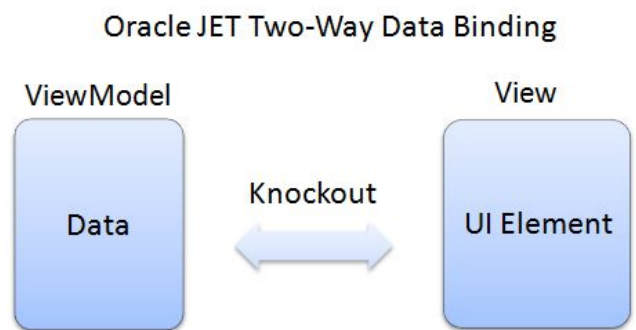 Oracle JET Two-Way Data Binding
ViewModel
View
Data
Knockout
UI Element